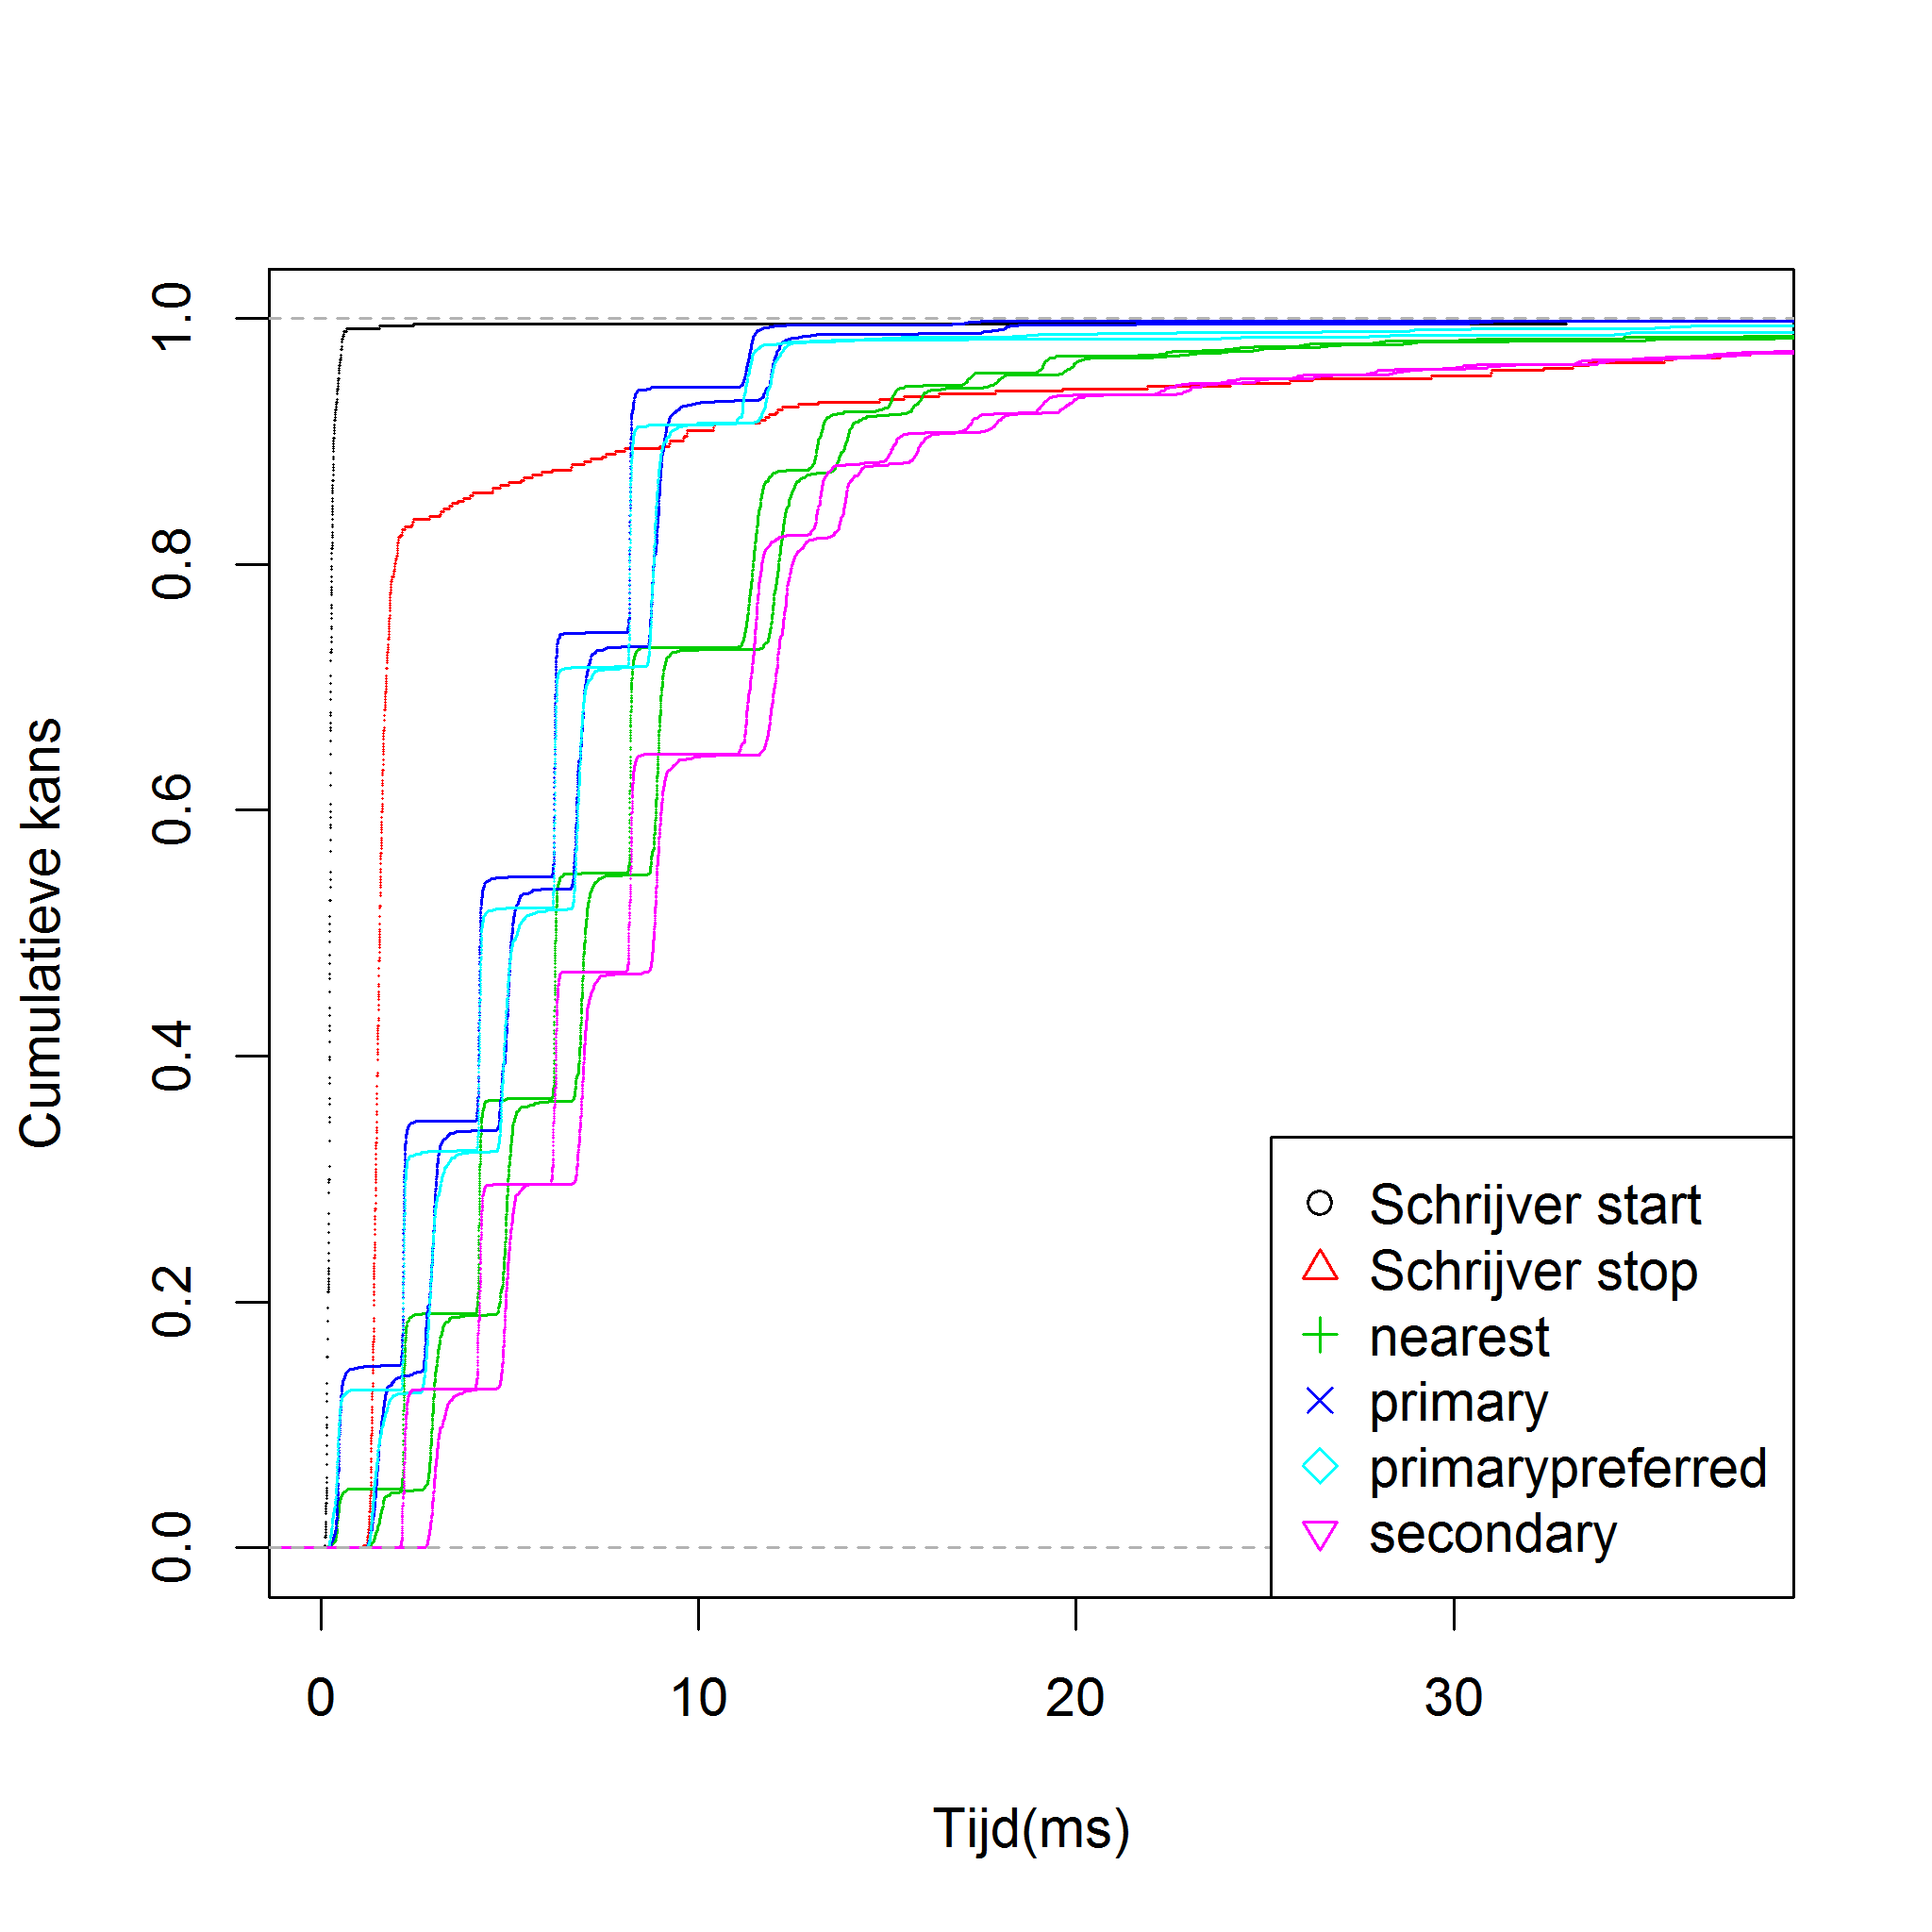 Cumulatieve kans
1.0
0.8
0.6
0.4
0.2
0.0
0 10 20 30
Tijd(ms)
Schrijver start
Schrijver stop
nearest
primary
primarypreferred
secondary